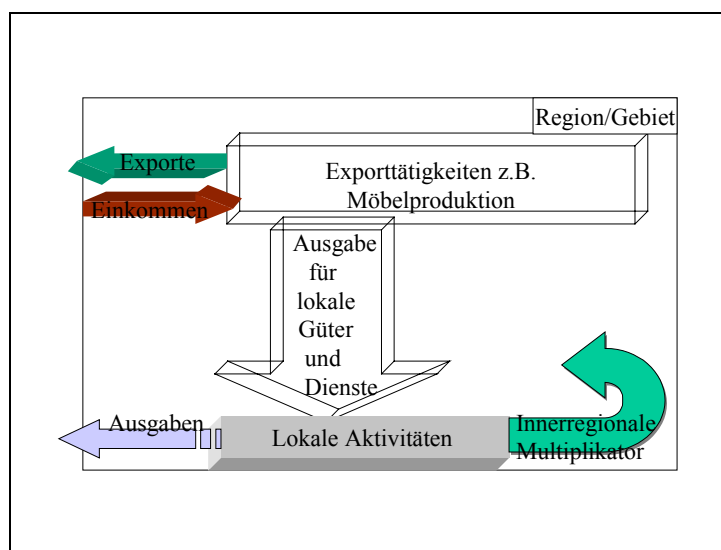 Region/Gebiet
Exporte
Exporttätigkeiten z.B.
Möbelproduktion
Einkommen
Ausgabe
für
lokale
Güter
und
Dienste
Ausgaben
Lokale Aktivitäten
Innerregionale
Multiplikator